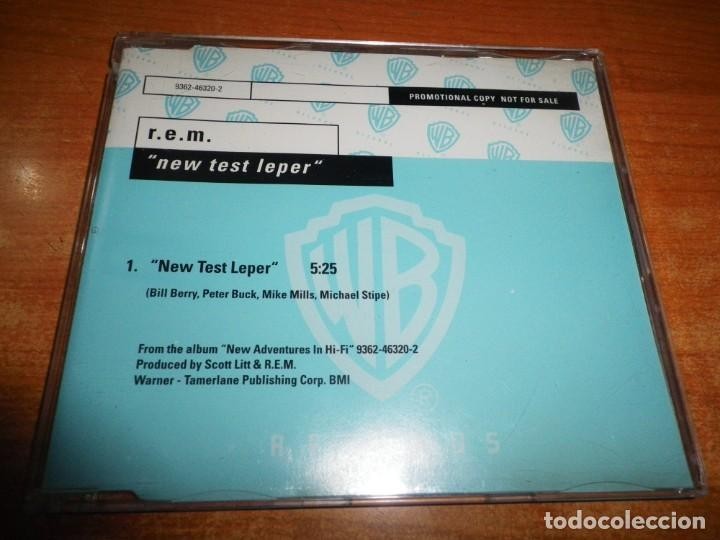 9362-46320-2
PROMOTIONAL COPY NOT FOR SALE
r.e.m.
"new test leper"
1. "New Test Leper" 5:25
(Bill Berry, Peter Buck, Mike Mills, Michael Stipe)
From the album "New Adventures In Hi-Fi" 9362-46320-2
Produced by Scott Litt & R.E.M.
Warner - Tamerlane Publishing Corp. BMI
WB
®
RECORDS
todocoleccion